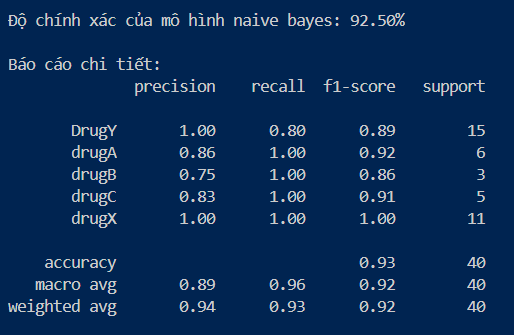 Độ chính xác của mô hình naive bayes: 92.50%
Báo cáo chi tiết:
precision recall f1-score support
DrugY 1.00 0.80 0.89 15
drugA 0.86 1.00 0.92 6
drugB 0.75 1.00 0.86 3
drugC 0.83 1.00 0.91 5
drugX 1.00 1.00 1.00 11
accuracy 0.93 40
macro avg 0.89 0.96 0.92 40
weighted avg 0.94 0.93 0.92 40